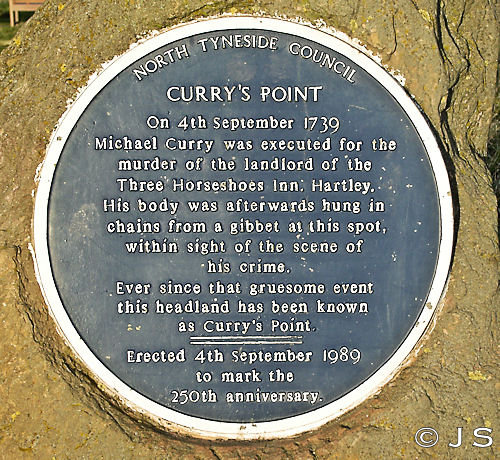 NORTH TYNESIDE COUNCIL
CURRY'S POINT
On 4th September 1739
Michael Curry was executed for the
murder of the landlord of the
Three Horseshoes Inn, Hartley.
His body was afterwards hung in
chains from a gibbet at this spot,
within sight of the scene of
his crime.
Ever since that gruesome event
this headland has been known
as Curry's Point.
Erected 4th September 1989
to mark the
250th anniversary.
© J S